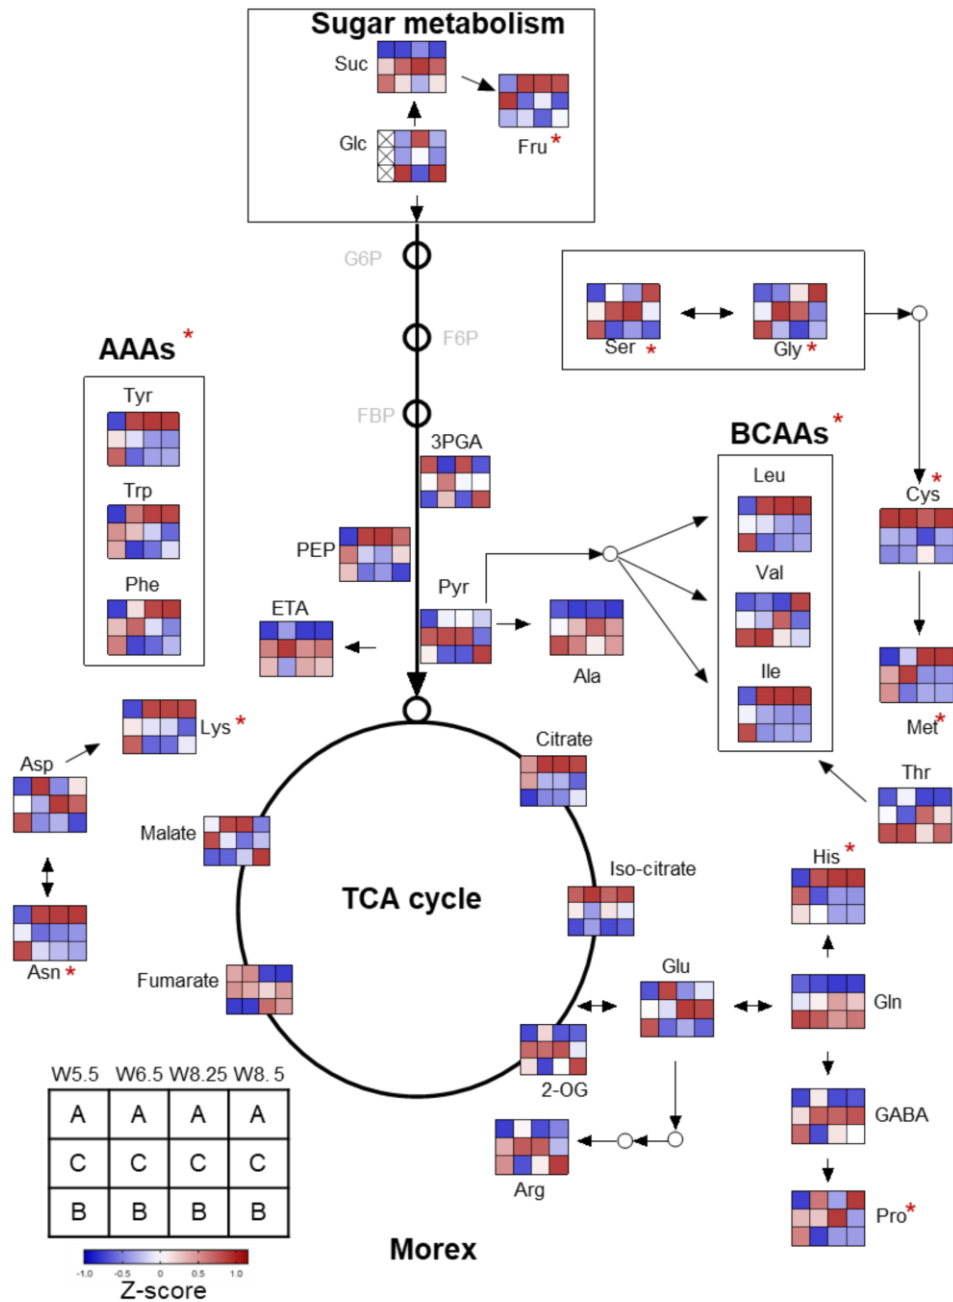 Sugar metabolism
Suc
Glc
Fru *
G6P
F6P
FBP
Ser *
Gly *
AAAs *
Tyr
Trp
Phe
3PGA
PEP
Pyr
ETA
Ala
BCAAs *
Leu
Val
Ile
Cys *
Met *
Thr
Lys *
Asp
Asn *
Citrate
Malate
TCA cycle
Iso-citrate
Fumarate
2-OG
Glu
His *
Gln
GABA
Pro *
Arg
W5.5 W6.5 W8.25 W8. 5
A A A A
C C C C
B B B B
-1.0 -0.5 0 0.5 1.0
Z-score
Morex